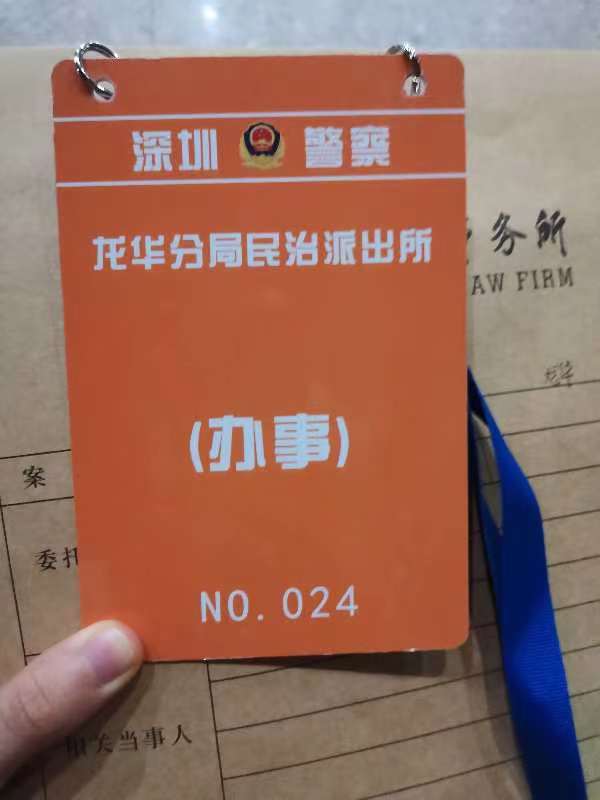 深圳 警察
龙华分局民治派出所
务所
AW FIRM
(办事)
案
委托
NO. 024
相关当事人